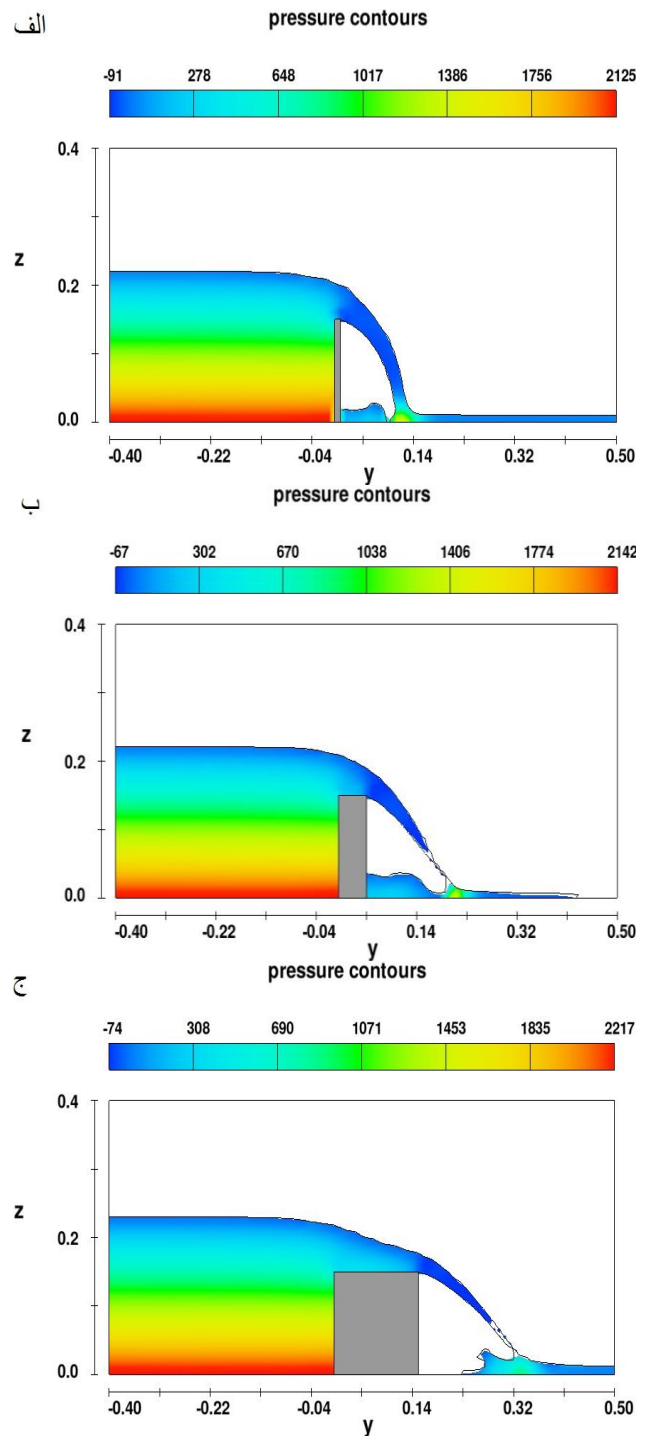 الف
pressure contours
-91 278 648 1017 1386 1756 2125
0.4
z
0.2
0.0
-0.40 -0.22 -0.04 0.14 0.32 0.50
y
ب
pressure contours
-67 302 670 1038 1406 1774 2142
0.4
z
0.2
0.0
-0.40 -0.22 -0.04 0.14 0.32 0.50
y
ج
pressure contours
-74 308 690 1071 1453 1835 2217
0.4
z
0.2
0.0
-0.40 -0.22 -0.04 0.14 0.32 0.50
y